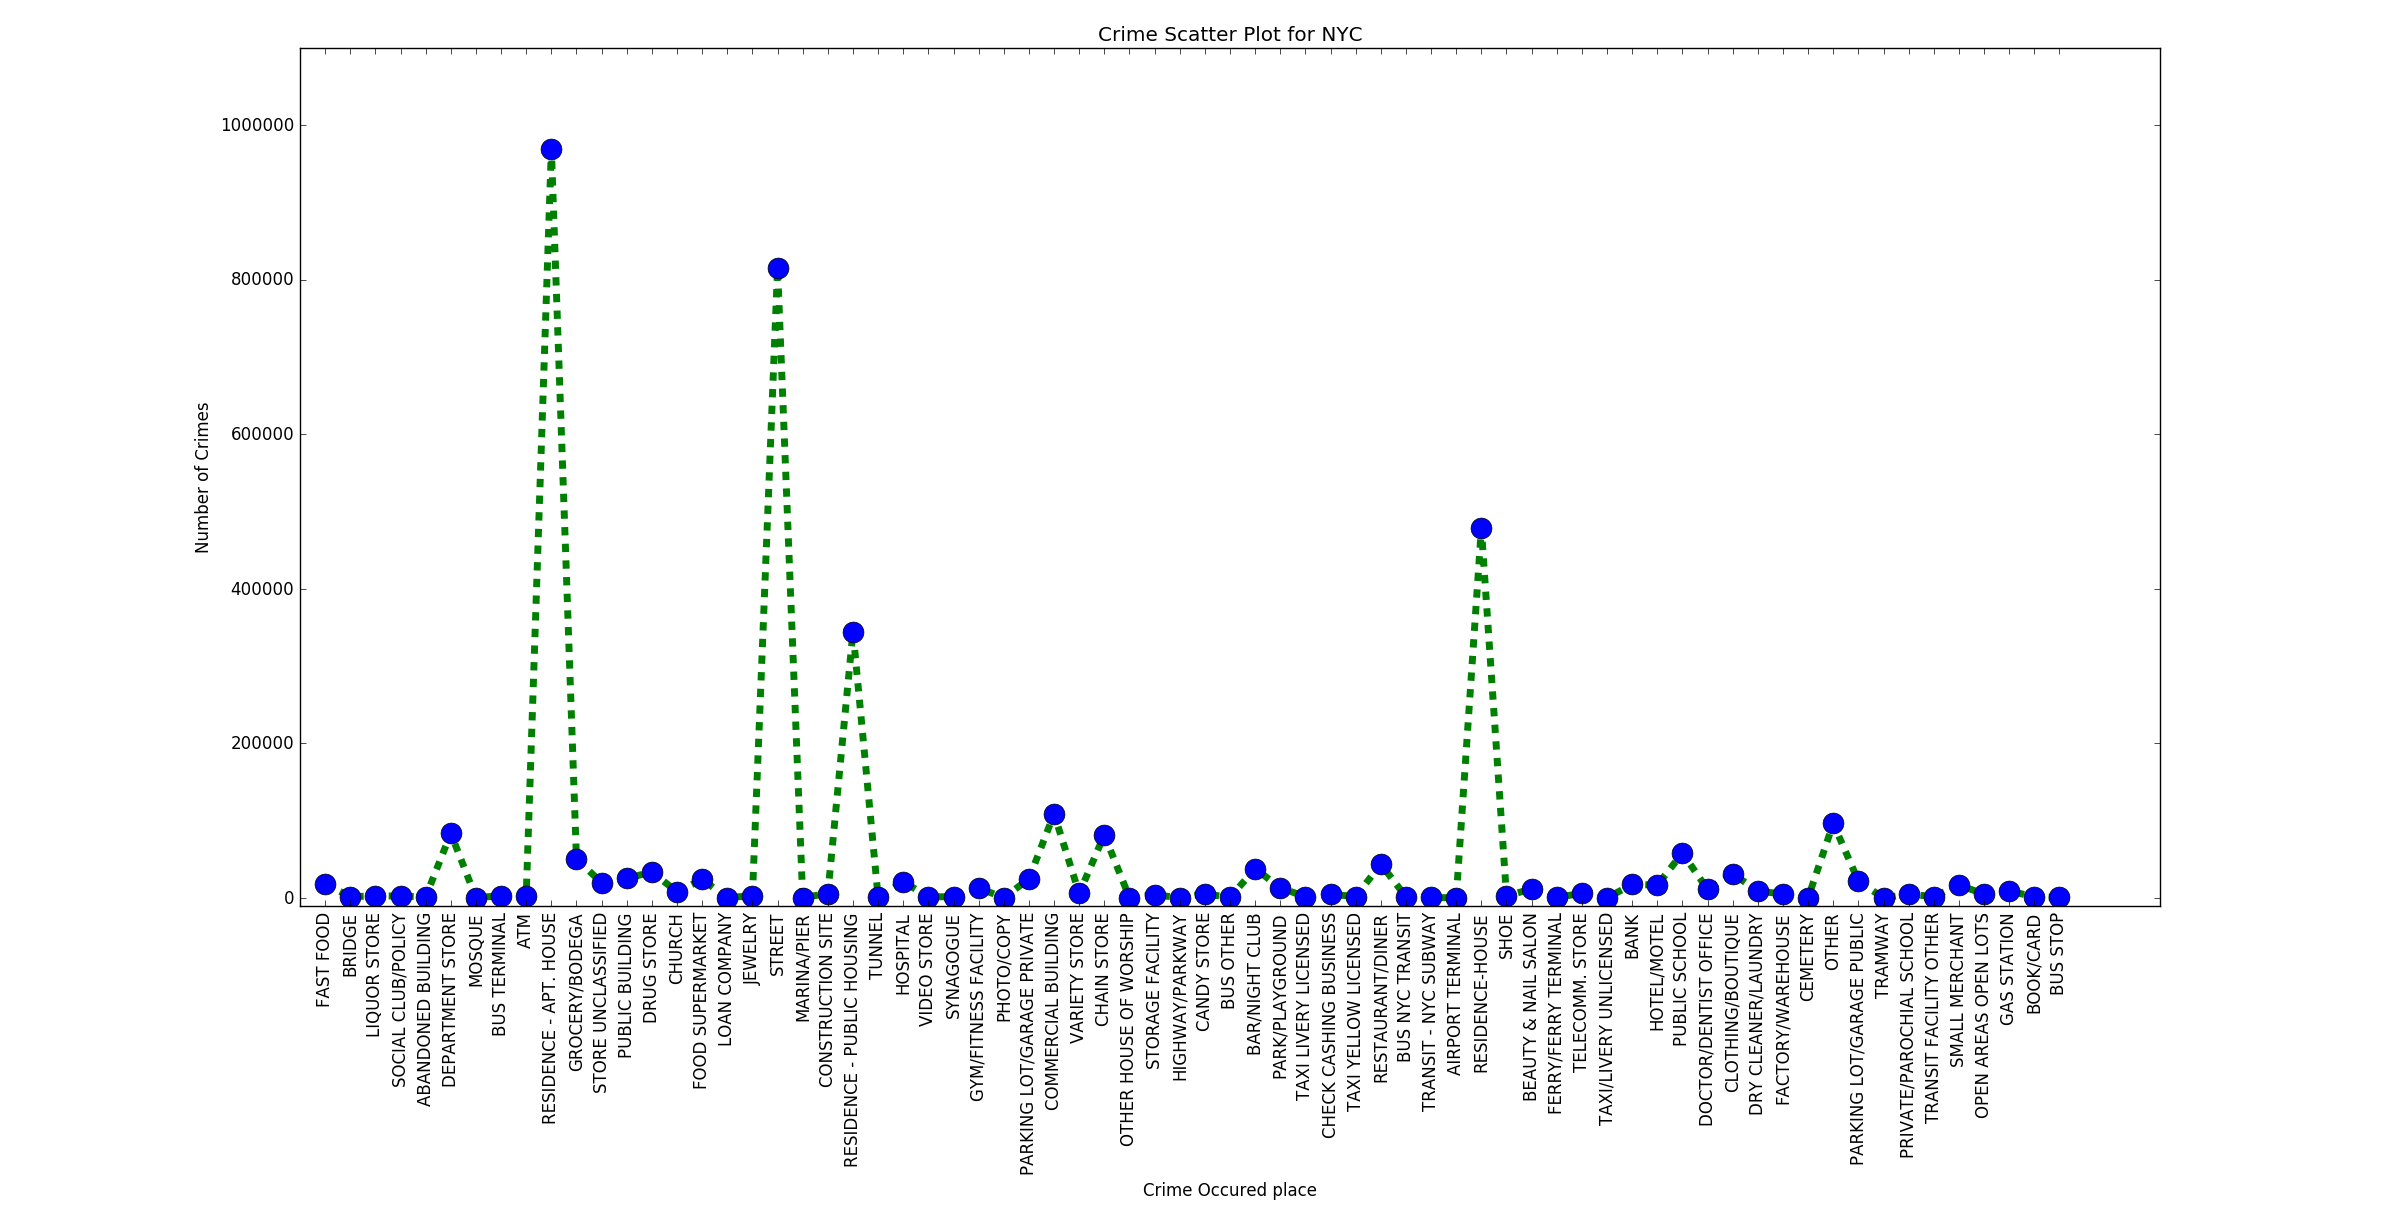 Crime Scatter Plot for NYC
Number of Crimes
1000000
800000
600000
400000
200000
0
FAST FOOD
BRIDGE
LIQUOR STORE
SOCIAL CLUB/POLICY
ABANDONED BUILDING
DEPARTMENT STORE
MOSQUE
BUS TERMINAL
ATM
RESIDENCE - APT. HOUSE
GROCERY/BODEGA
STORE UNCLASSIFIED
PUBLIC BUILDING
DRUG STORE
CHURCH
FOOD SUPERMARKET
LOAN COMPANY
JEWELRY
STREET
MARINA/PIER
CONSTRUCTION SITE
RESIDENCE - PUBLIC HOUSING
TUNNEL
HOSPITAL
VIDEO STORE
SYNAGOGUE
GYM/FITNESS FACILITY
PHOTO/COPY
PARKING LOT/GARAGE PRIVATE
COMMERCIAL BUILDING
VARIETY STORE
CHAIN STORE
OTHER HOUSE OF WORSHIP
STORAGE FACILITY
HIGHWAY/PARKWAY
CANDY STORE
BUS OTHER
BAR/NIGHT CLUB
PARK/PLAYGROUND
TAXI LIVERY LICENSED
CHECK CASHING BUSINESS
TAXI YELLOW LICENSED
RESTAURANT/DINER
BUS NYC TRANSIT
TRANSIT - NYC SUBWAY
AIRPORT TERMINAL
RESIDENCE-HOUSE
SHOE
BEAUTY & NAIL SALON
FERRY/FERRY TERMINAL
TELECOMM. STORE
TAXI/LIVERY UNLICENSED
BANK
HOTEL/MOTEL
PUBLIC SCHOOL
DOCTOR/DENTIST OFFICE
CLOTHING/BOUTIQUE
DRY CLEANER/LAUNDRY
FACTORY/WAREHOUSE
CEMETERY
OTHER
PARKING LOT/GARAGE PUBLIC
TRAMWAY
PRIVATE/PAROCHIAL SCHOOL
TRANSIT FACILITY OTHER
SMALL MERCHANT
OPEN AREAS OPEN LOTS
GAS STATION
BOOK/CARD
BUS STOP
Crime Occured place